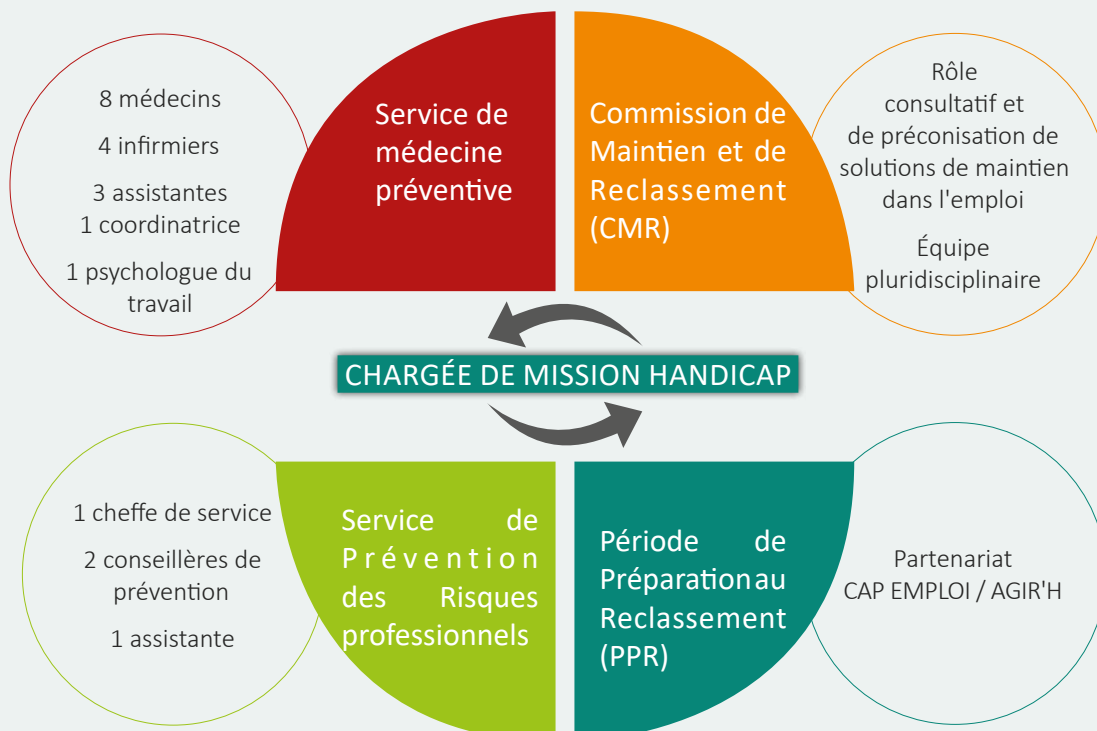 8 médecins
4 infirmiers
3 assistantes
1 coordinatrice
1 psychologue du
travail
Service de
médecine
préventive
Commission de
Maintien et de
Reclassement
(CMR)
Rôle
consultatif et
de préconisation de
solutions de maintien
dans l'emploi
Équipe
pluridisciplinaire
CHARGÉE DE MISSION HANDICAP
1 cheffe de service
2 conseillères de
prévention
1 assistante
Service de
Prévention
des Risques
professionnels
Période de
Préparation au
Reclassement
(PPR)
Partenariat
CAP EMPLOI / AGIR'H